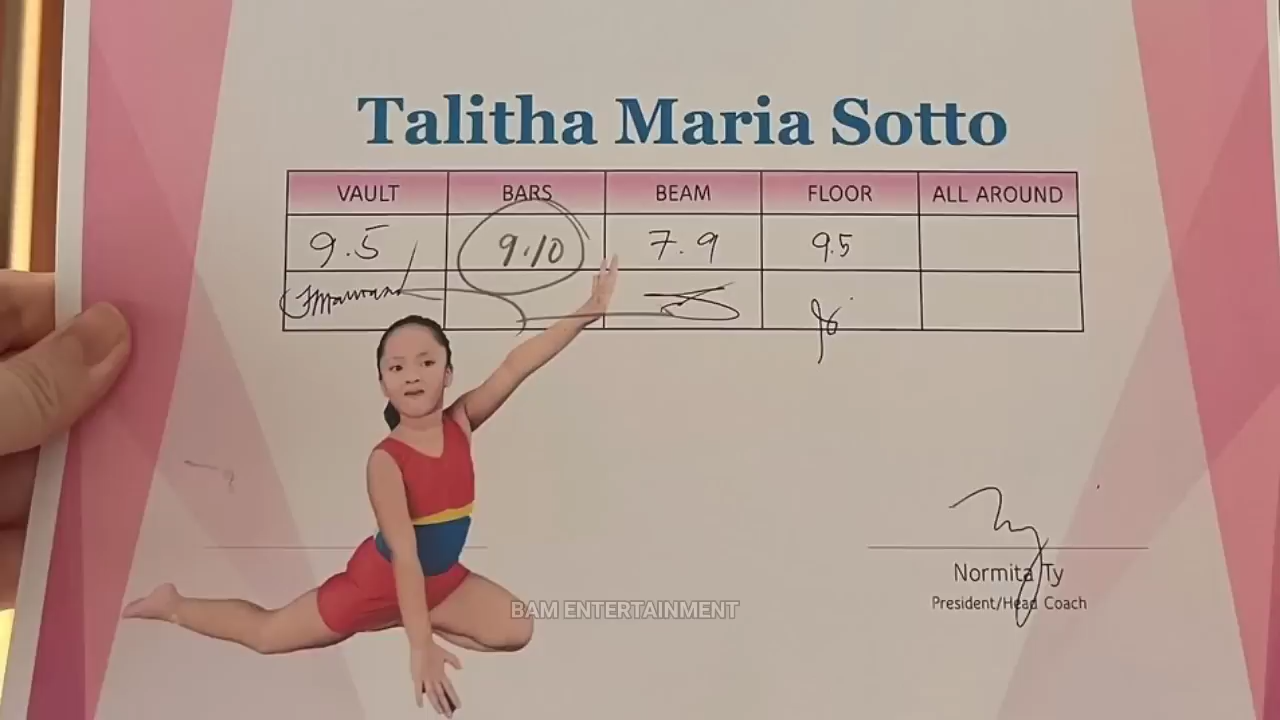 Talitha Maria Sotto
VAULT BARS BEAM FLOOR ALL AROUND
9.5 9.10 7.9 9.5
Normita Ty
President/Head Coach
BAM ENTERTAINMENT